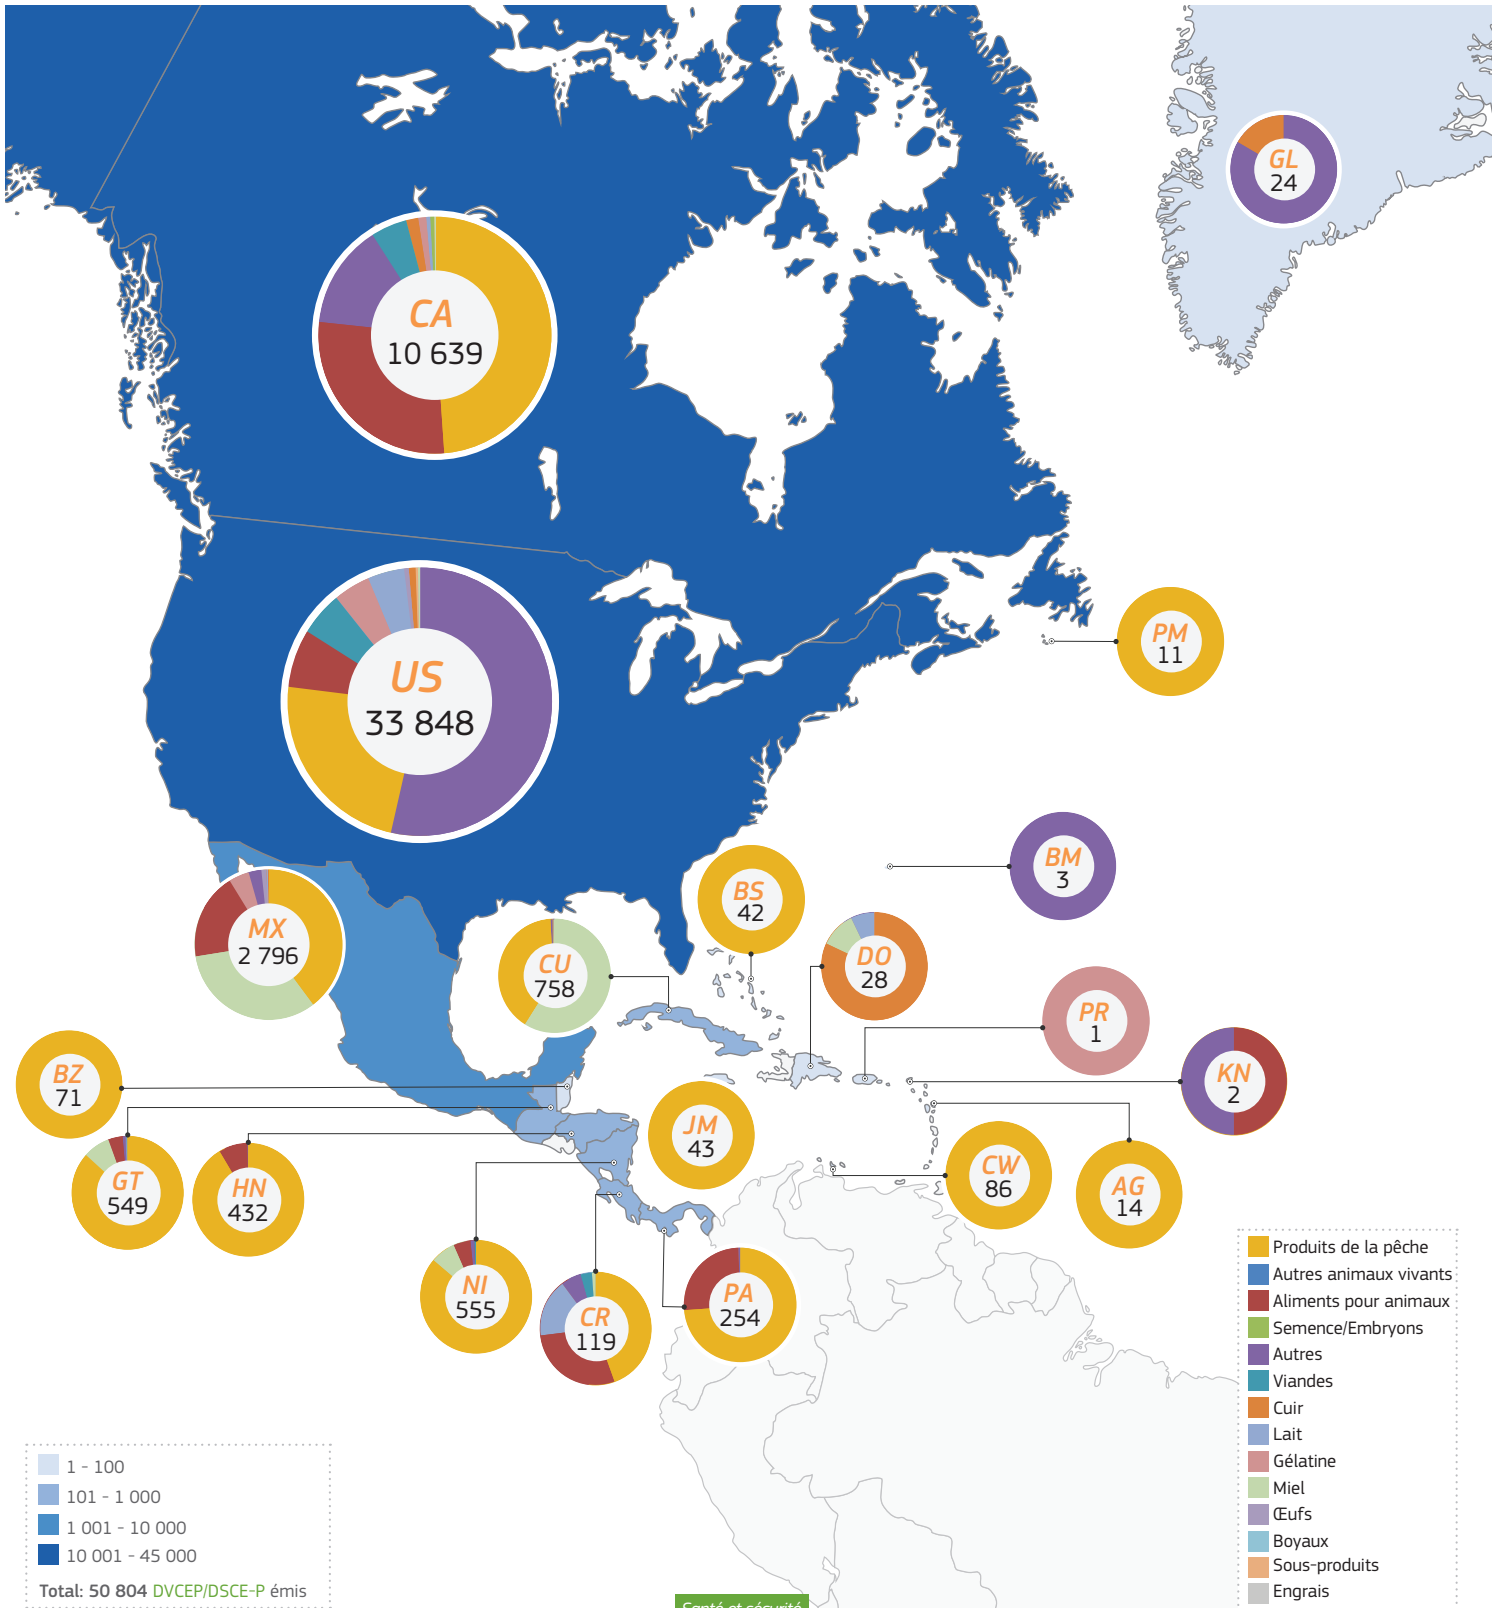 GL
24
CA
10 639
US
33 848
PM
11
BM
3
BS
42
MX
2 796
CU
758
DO
28
PR
1
KN
2
BZ
71
JM
43
CW
86
AG
14
GT
549
HN
432
NI
555
CR
119
PA
254
Produits de la pêche
Autres animaux vivants
Aliments pour animaux
Semence/Embryons
Autres
Viandes
Cuir
Lait
Gélatine
Miel
Œufs
Boyaux
Sous-produits
Engrais
1 - 100
101 - 1 000
1 001 - 10 000
10 001 - 45 000
Total: 50 804 DVCEP/DSCE-P émis
Santé et sécurité